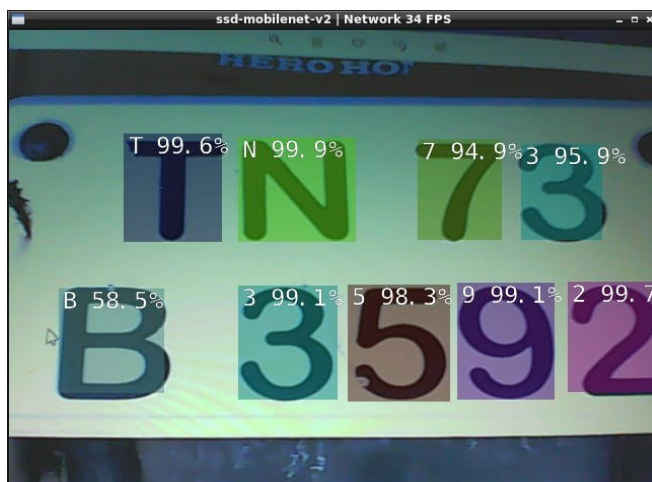 ssd-mobilenet-v2 | Network 34 FPS
HERO HO
T 99.6% N 99.9% 7 94.9% 3 95.9%
TN 73
B 58.5% 3 99.1% 5 98.3% 9 99.1% 2 99.7
B 3592